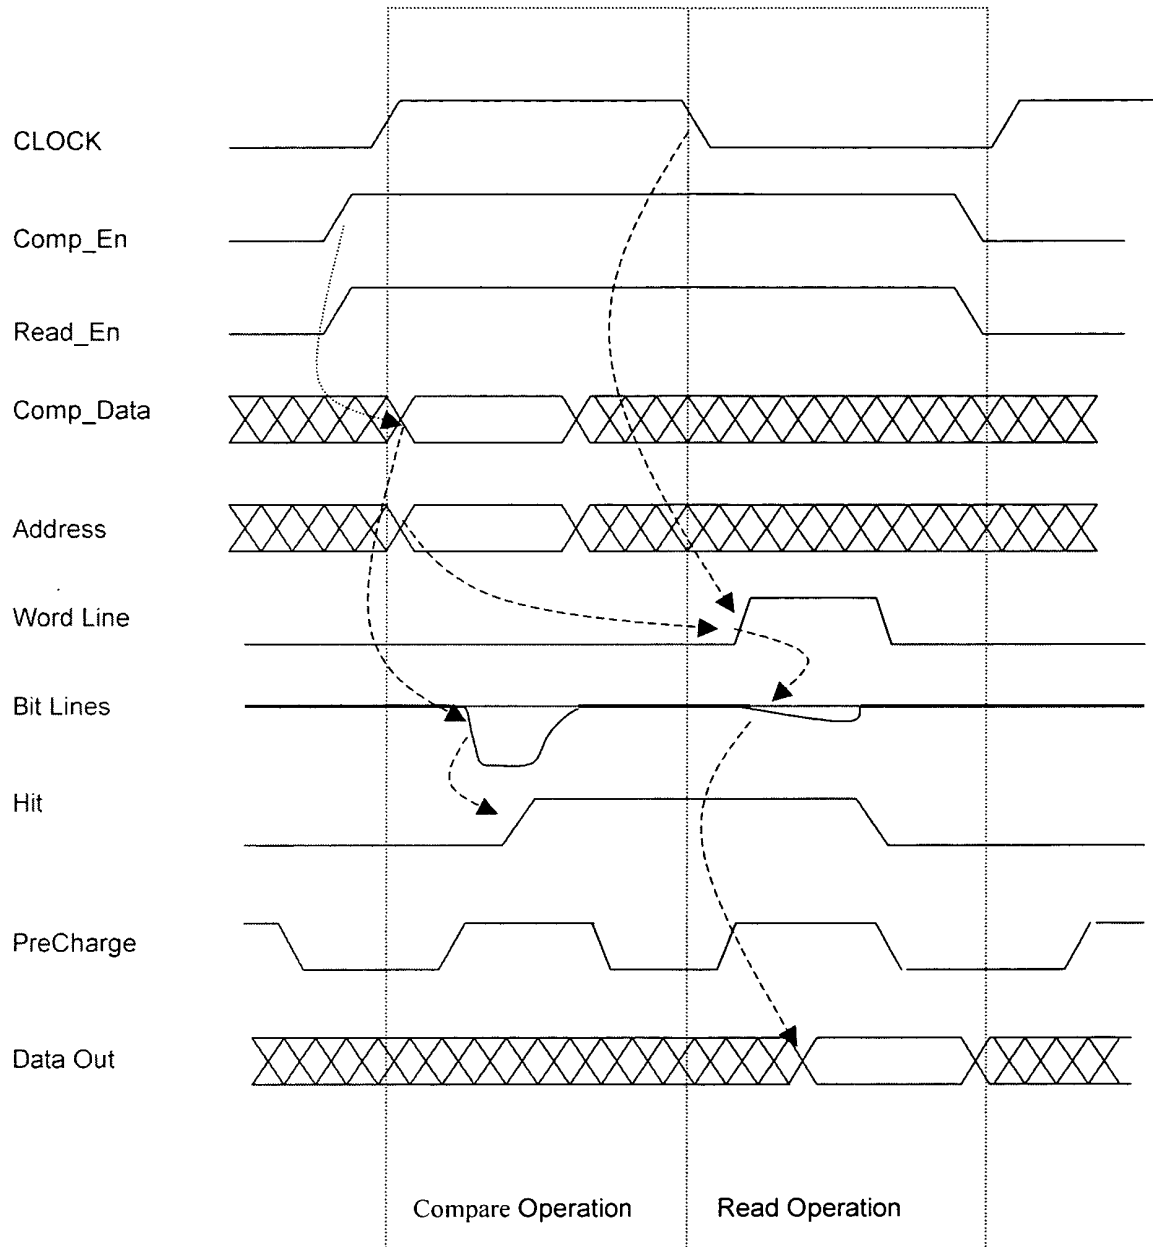 CLOCK
Comp_En
Read_En
Comp_Data
Address
Word Line
Bit Lines
Hit
PreCharge
Data Out
Compare Operation
Read Operation